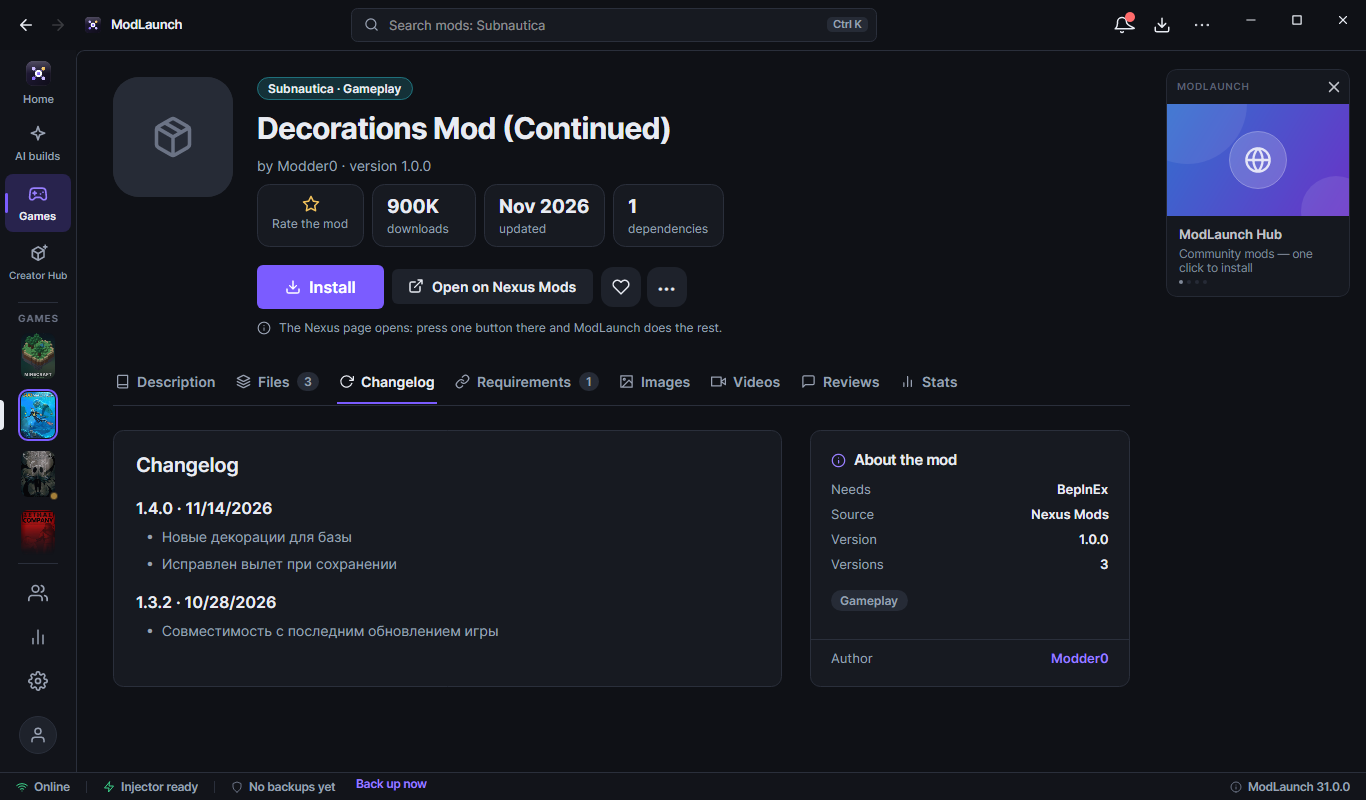 ModLaunch
Search mods: Subnautica
Ctrl K
Home
AI builds
Games
Creator Hub
GAMES
MINECRAFT
LETHAL
COMPANY
Subnautica · Gameplay
Decorations Mod (Continued)
by Modder0 · version 1.0.0
Rate the mod
900K
downloads
Nov 2026
updated
1
dependencies
Install
Open on Nexus Mods
The Nexus page opens: press one button there and ModLaunch does the rest.
Description
Files 3
Changelog
Requirements 1
Images
Videos
Reviews
Stats
Changelog
1.4.0 · 11/14/2026
• Новые декорации для базы
• Исправлен вылет при сохранении
1.3.2 · 10/28/2026
• Совместимость с последним обновлением игры
About the mod
Needs BepInEx
Source Nexus Mods
Version 1.0.0
Versions 3
Gameplay
Author Modder0
MODLAUNCH
ModLaunch Hub
Community mods — one
click to install
Online
Injector ready
No backups yet
Back up now
ModLaunch 31.0.0